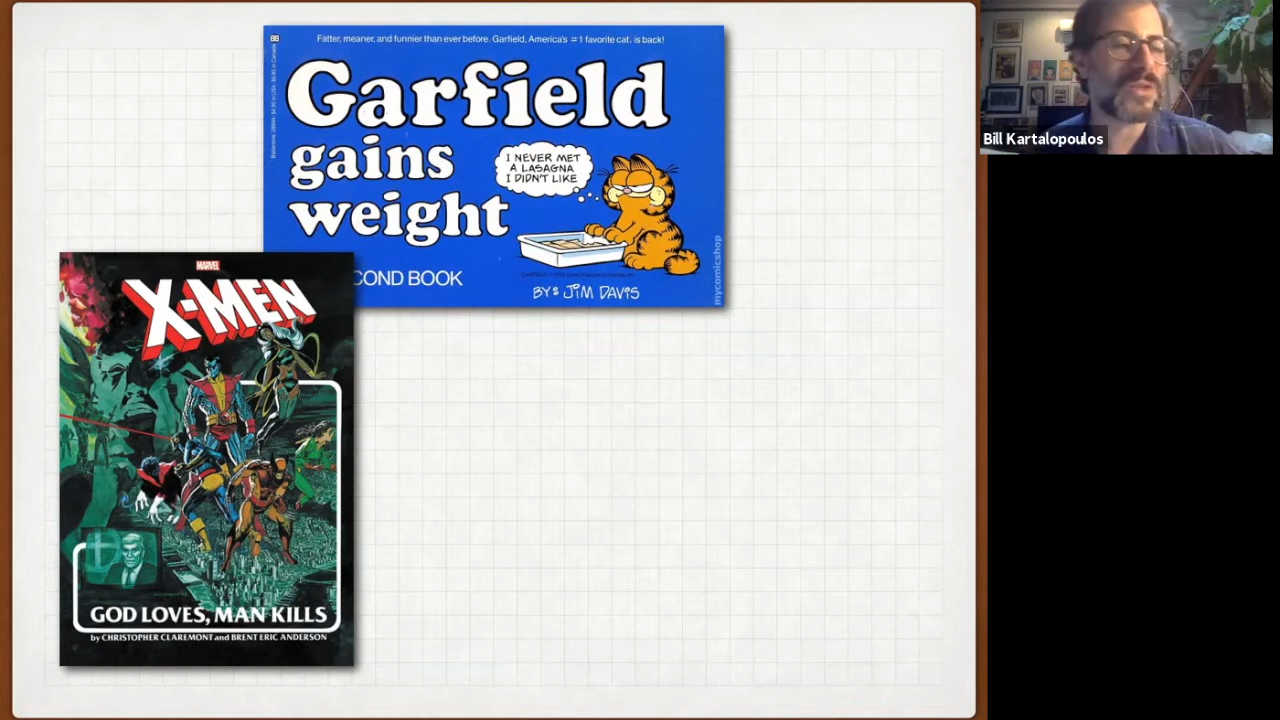 88
Fatter, meaner, and funnier than ever before. Garfield, America's #1 favorite cat, is back!
Garfield
gains
weight
I NEVER MET
A LASAGNA
I DIDN'T LIKE
COND BOOK
BY: JIM DAVIS
mycomicshop
MARVEL
X-MEN
GOD LOVES, MAN KILLS
by CHRISTOPHER CLAREMONT and BRENT ERIC ANDERSON
Bill Kartalopoulos